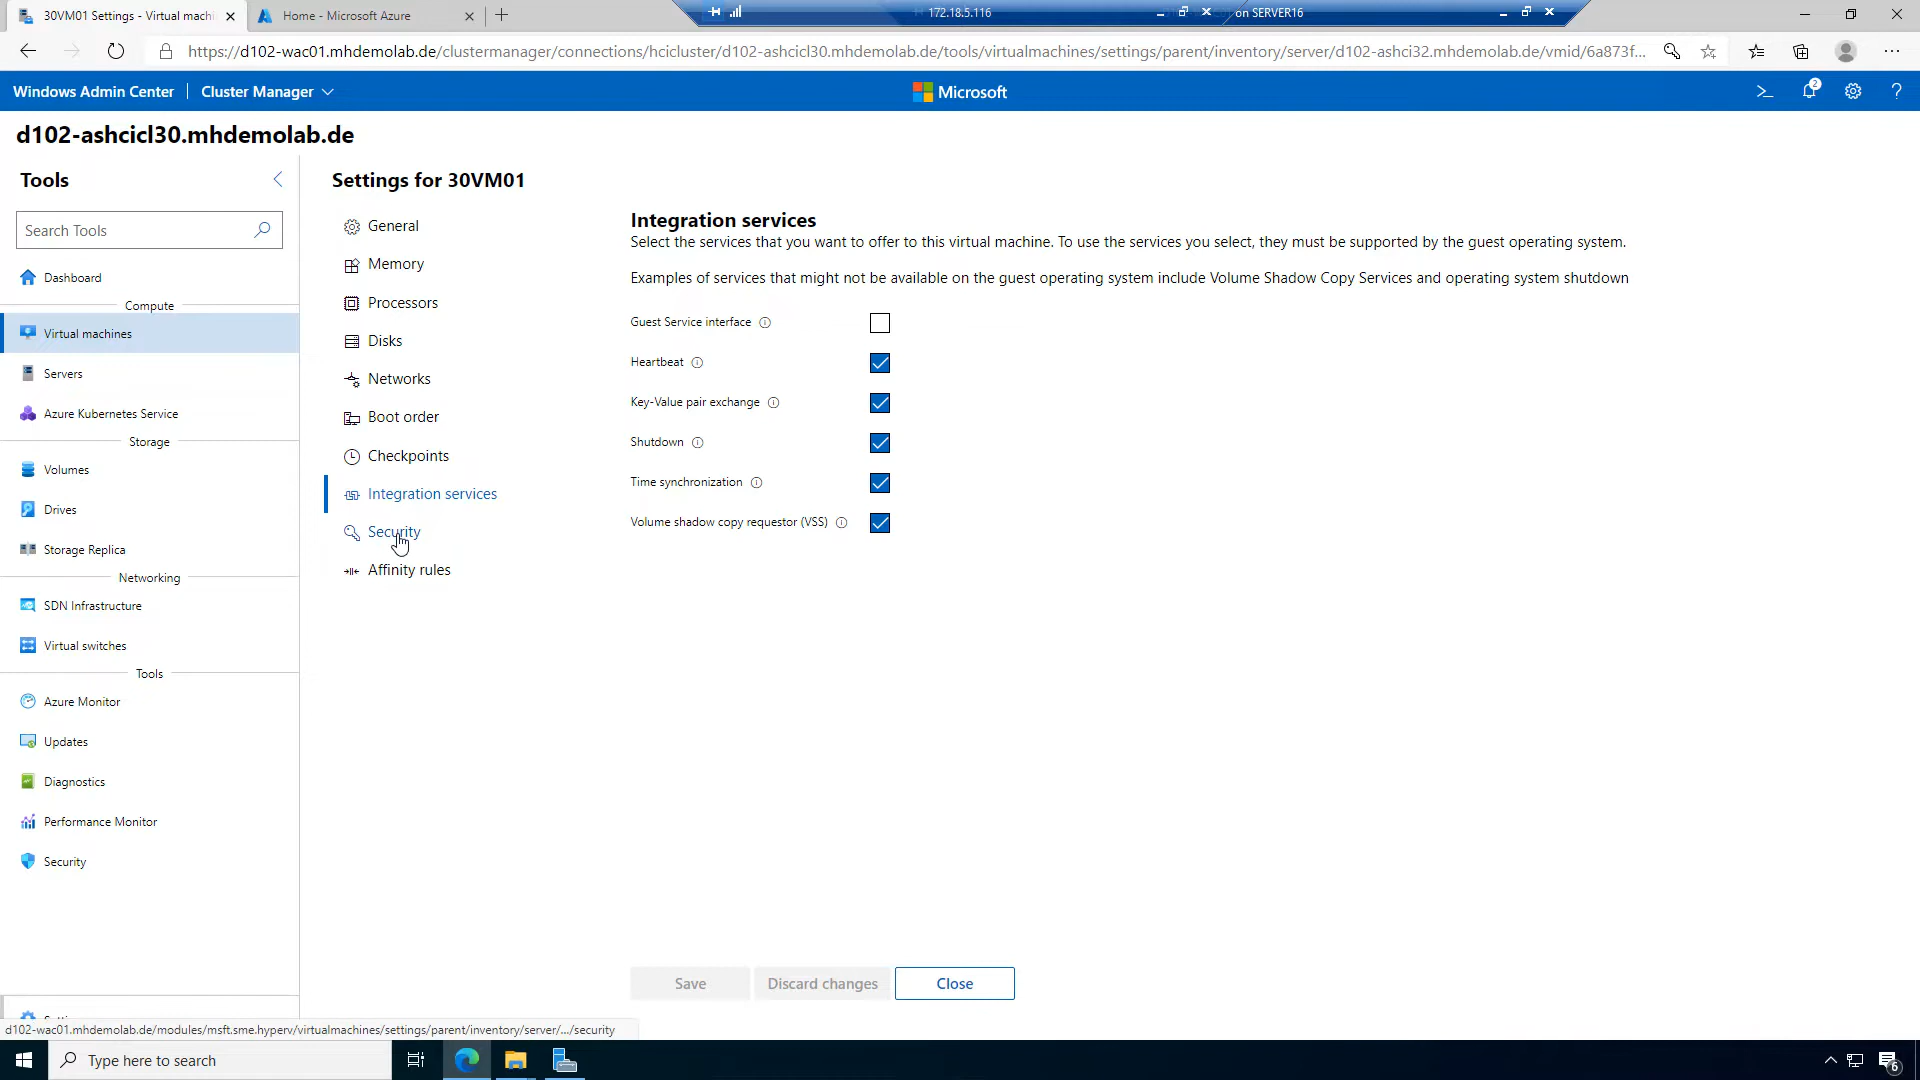 30VM01 Settings - Virtual machi
Home - Microsoft Azure
172.18.5.116
on SERVER16
https://d102-wac01.mhdemolab.de/clustermanager/connections/hcicluster/d102-ashcicl30.mhdemolab.de/tools/virtualmachines/settings/parent/inventory/server/d102-ashci32.mhdemolab.de/vmid/6a873f...
Windows Admin Center
Cluster Manager
Microsoft
2
d102-ashcicl30.mhdemolab.de
Tools
Search Tools
Dashboard
Compute
Virtual machines
Servers
Azure Kubernetes Service
Storage
Volumes
Drives
Storage Replica
Networking
SDN Infrastructure
Virtual switches
Tools
Azure Monitor
Updates
Diagnostics
Performance Monitor
Security
Settings for 30VM01
General
Memory
Processors
Disks
Networks
Boot order
Checkpoints
Integration services
Security
Affinity rules
Integration services
Select the services that you want to offer to this virtual machine. To use the services you select, they must be supported by the guest operating system.
Examples of services that might not be available on the guest operating system include Volume Shadow Copy Services and operating system shutdown
Guest Service interface
Heartbeat
Key-Value pair exchange
Shutdown
Time synchronization
Volume shadow copy requestor (VSS)
Save
Discard changes
Close
d102-wac01.mhdemolab.de/modules/msft.sme.hyperv/virtualmachines/settings/parent/inventory/server/.../security
Type here to search
6